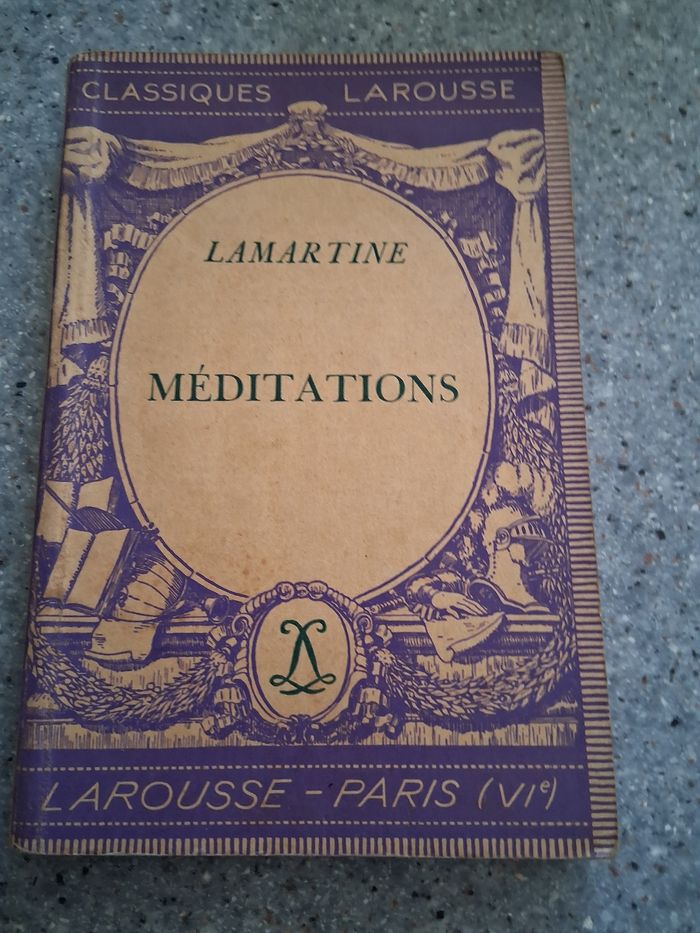 CLASSIQUES LAROUSSE
LAMARTINE
MÉDITATIONS
L
LAROUSSE - PARIS (VIe)